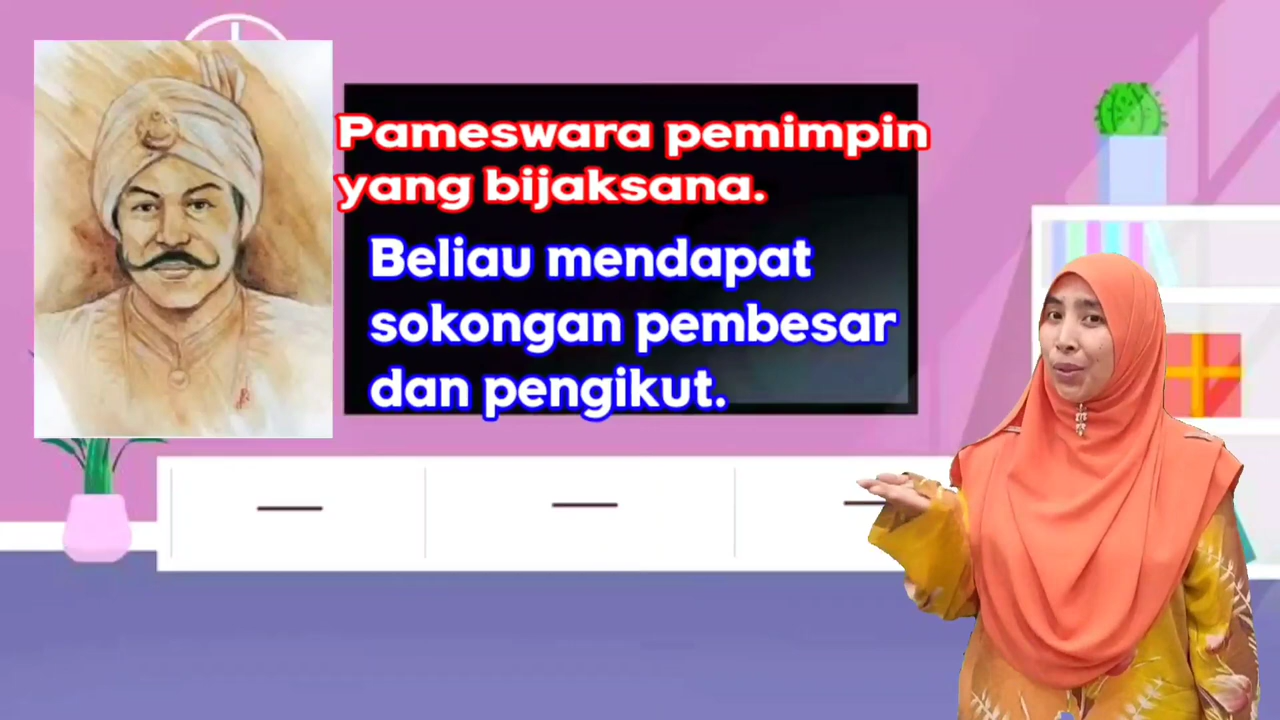 Pameswara pemimpin
yang bijaksana.
Beliau mendapat
sokongan pembesar
dan pengikut.